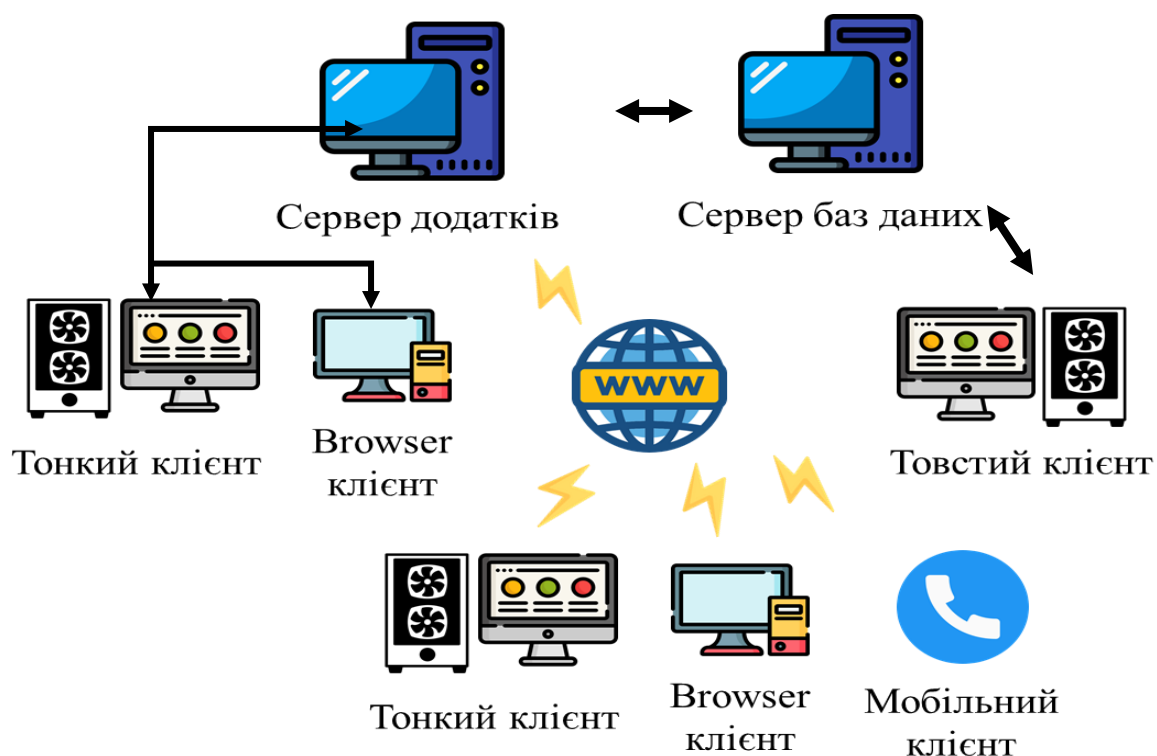 Сервер додатків
Сервер баз даних
Тонкий клієнт
Browser
клієнт
www
Товстий клієнт
Тонкий клієнт
Browser
клієнт
Мобільний
клієнт